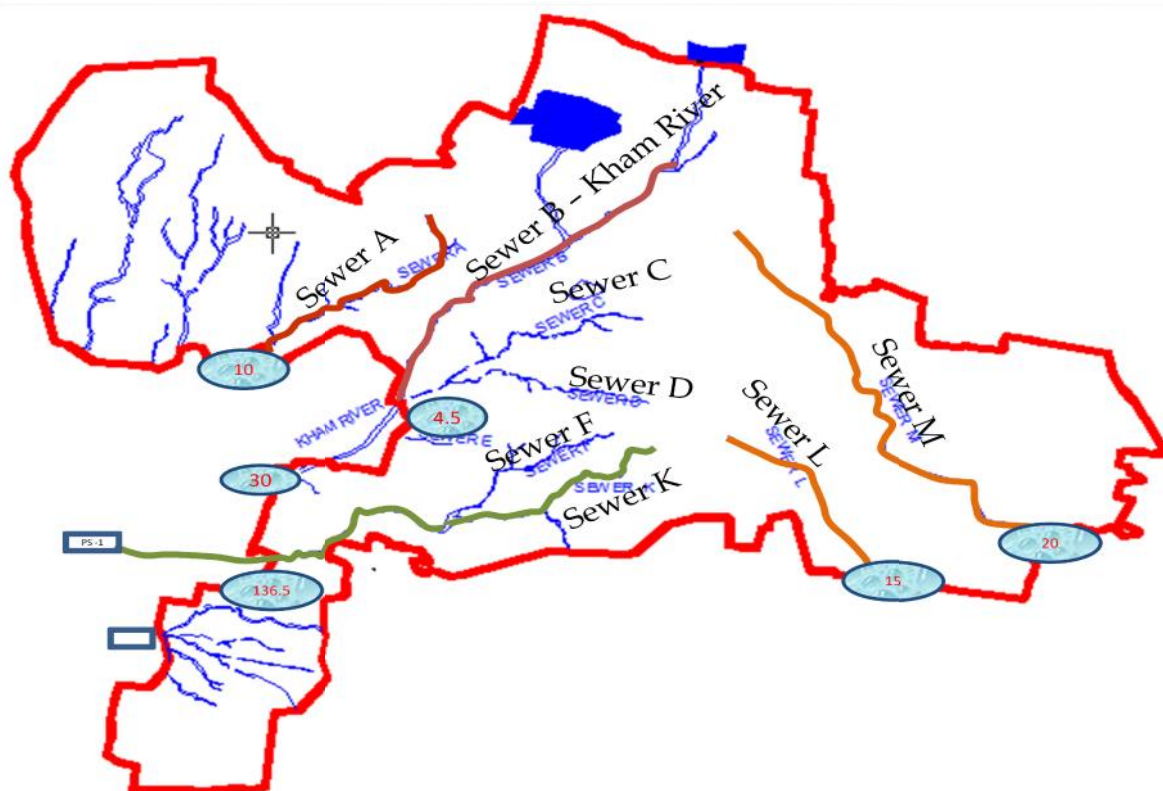 Sewer B – Kham River
Sewer A
SEWER A
SEWER B
Sewer C
SEWER C
10
Sewer D
SEWER D
KHAM RIVER
4.5
SEWER E
Sewer F
SEWER F
Sewer M
SEWER M
Sewer L
SEWER L
30
SEWER K
Sewer K
PS -1
20
15
136.5